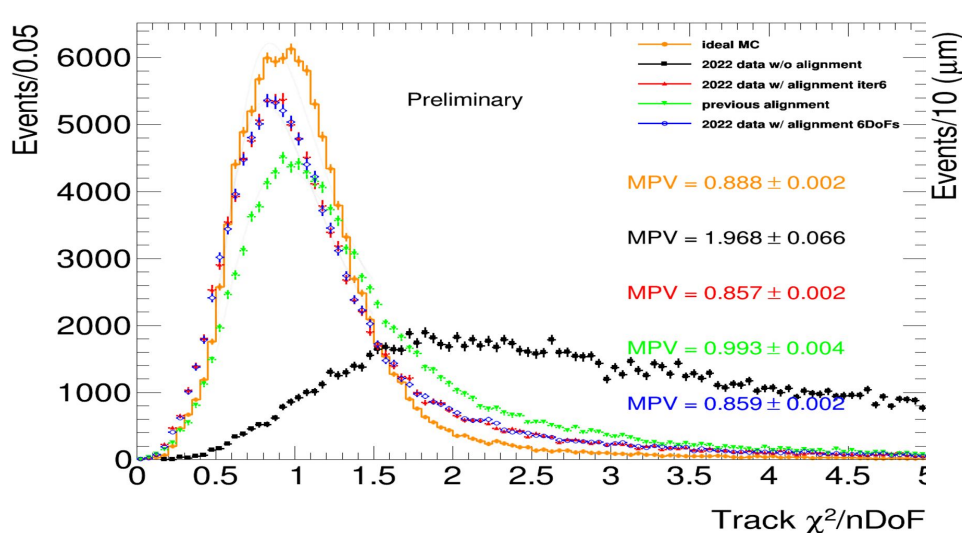 Events/0.05
Events/10 (μm)
6000
5000
4000
3000
2000
1000
0
ideal MC
2022 data w/o alignment
2022 data w/ alignment iter6
previous alignment
2022 data w/ alignment 6DoFs
Preliminary
MPV = 0.888 ± 0.002
MPV = 1.968 ± 0.066
MPV = 0.857 ± 0.002
MPV = 0.993 ± 0.004
MPV = 0.859 ± 0.002
0 0.5 1 1.5 2 2.5 3 3.5 4 4.5 5
Track χ²/nDoF